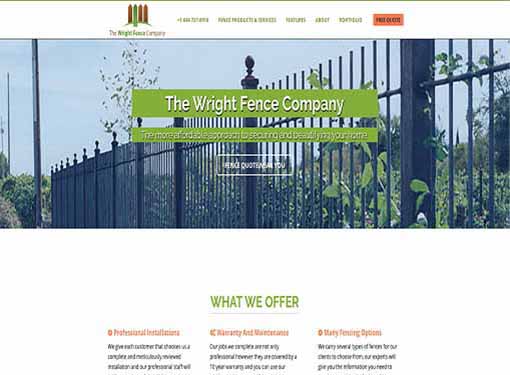 The Wright Fence Company
FENCE PRODUCTS & SERVICES
FEATURES
ABOUT
PORTFOLIO
FREE QUOTE
The Wright Fence Company
The more affordable approach to securing and beautifying your home
FENCE QUOTE NEAR YOU
WHAT WE OFFER
Professional Installations
We give each customer that chooses us a
complete and meticulously reviewed
installation and our professional staff will
Warranty And Maintenance
Our jobs we complete are not only
professional however they are covered by a
10 year warranty and you can use our
Many Fencing Options
We carry several types of fences for our
clients to choose from, our experts will
give you the information you need to